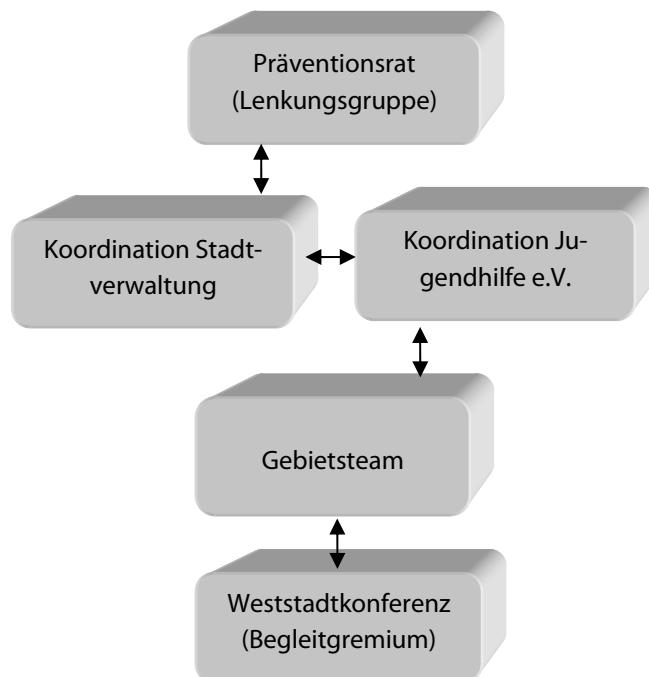 Präventionsrat
(Lenkungsgruppe)
Koordination Stadt-
verwaltung
Koordination Ju-
gendhilfe e.V.
Gebietsteam
Weststadtkonferenz
(Begleitgremium)